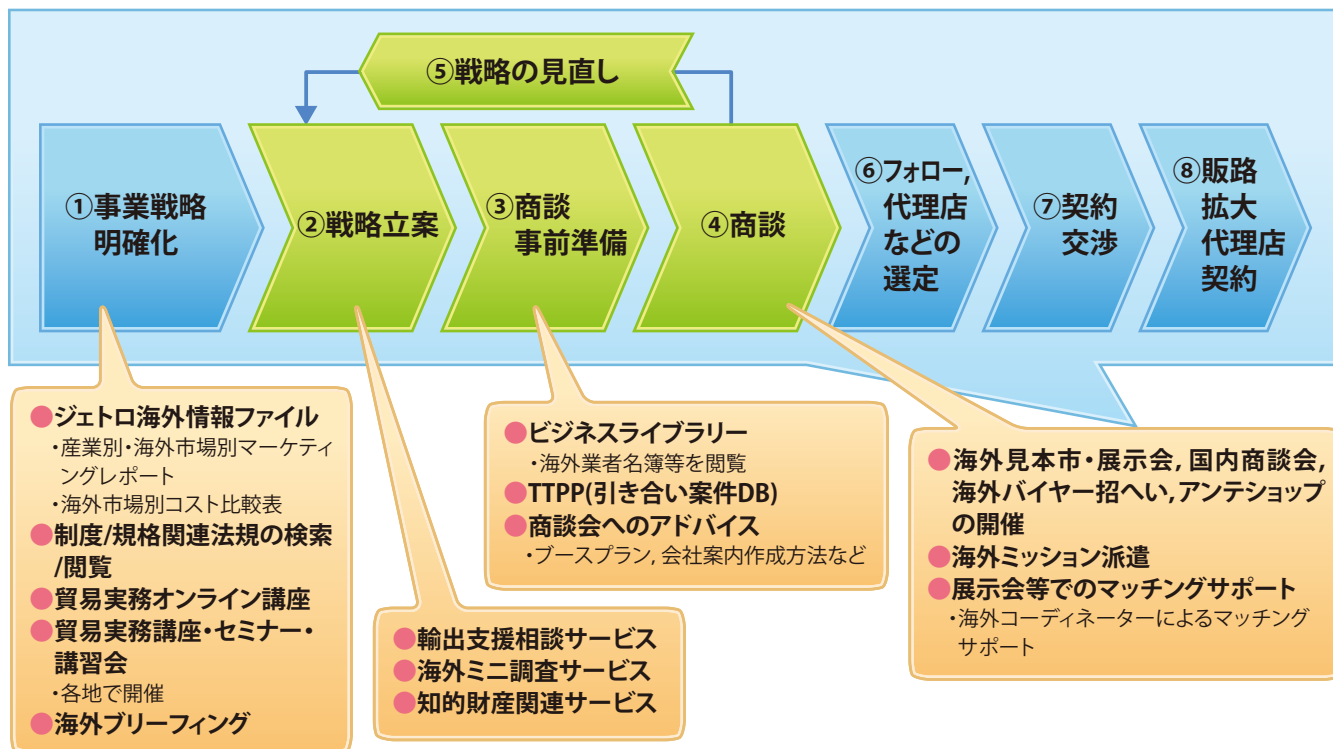 ⑤戦略の見直し
①事業戦略
明確化
②戦略立案
③商談
事前準備
④商談
⑥フォロー,
代理店
などの
選定
⑦契約
交渉
⑧販路
拡大
代理店
契約
●ジェトロ海外情報ファイル
・産業別・海外市場別マーケティ
ングレポート
・海外市場別コスト比較表
●制度/規格関連法規の検索
/閲覧
●貿易実務オンライン講座
●貿易実務講座・セミナー・
講習会
・各地で開催
●海外ブリーフィング
●輸出支援相談サービス
●海外ミニ調査サービス
●知的財産関連サービス
●ビジネスライブラリー
・海外業者名簿等を閲覧
●TTPP(引き合い案件DB)
●商談会へのアドバイス
・ブースプラン, 会社案内作成方法など
●海外見本市・展示会, 国内商談会,
海外バイヤー招へい, アンテショップ
の開催
●海外ミッション派遣
●展示会等でのマッチングサポート
・海外コーディネーターによるマッチング
サポート